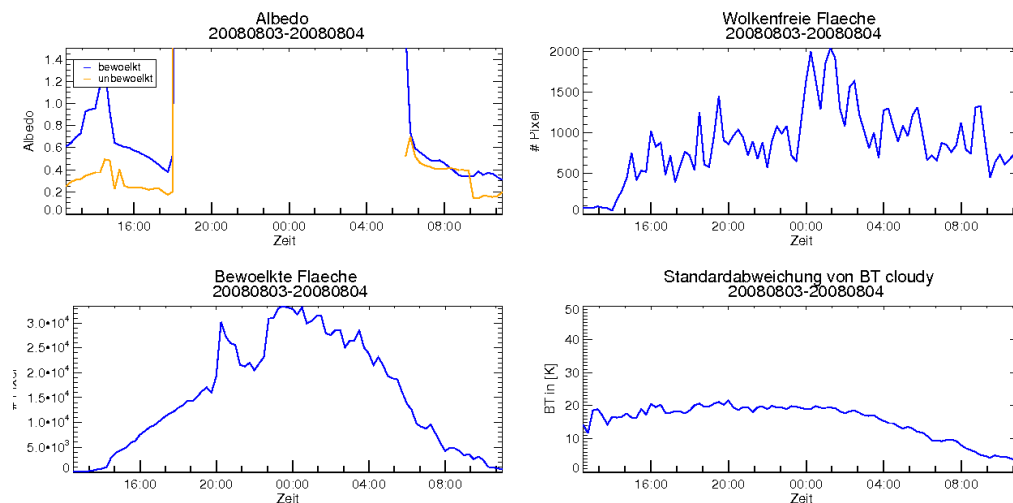 Albedo
20080803-20080804
Albedo
1.4
1.2
1.0
0.8
0.6
0.4
0.2
0.0
bewoelkt
unbewoelkt
16:00 20:00 00:00 04:00 08:00
Zeit
Wolkenfreie Flaeche
20080803-20080804
# Pixel
2000
1500
1000
500
0
16:00 20:00 00:00 04:00 08:00
Zeit
Bewoelkte Flaeche
20080803-20080804
3.0•10⁴
2.5•10⁴
2.0•10⁴
1.5•10⁴
1.0•10⁴
5.0•10³
0
16:00 20:00 00:00 04:00 08:00
Zeit
Standardabweichung von BT cloudy
20080803-20080804
BT in [K]
50
40
30
20
10
0
16:00 20:00 00:00 04:00 08:00
Zeit